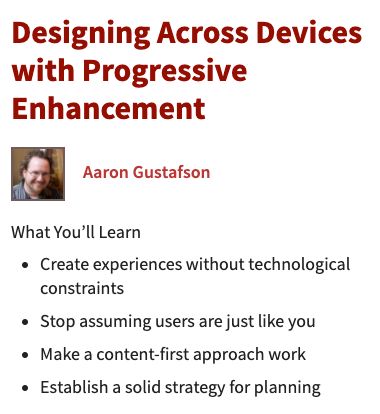 Designing Across Devices
with Progressive
Enhancement
Aaron Gustafson
What You’ll Learn
• Create experiences without technological
constraints
• Stop assuming users are just like you
• Make a content-first approach work
• Establish a solid strategy for planning